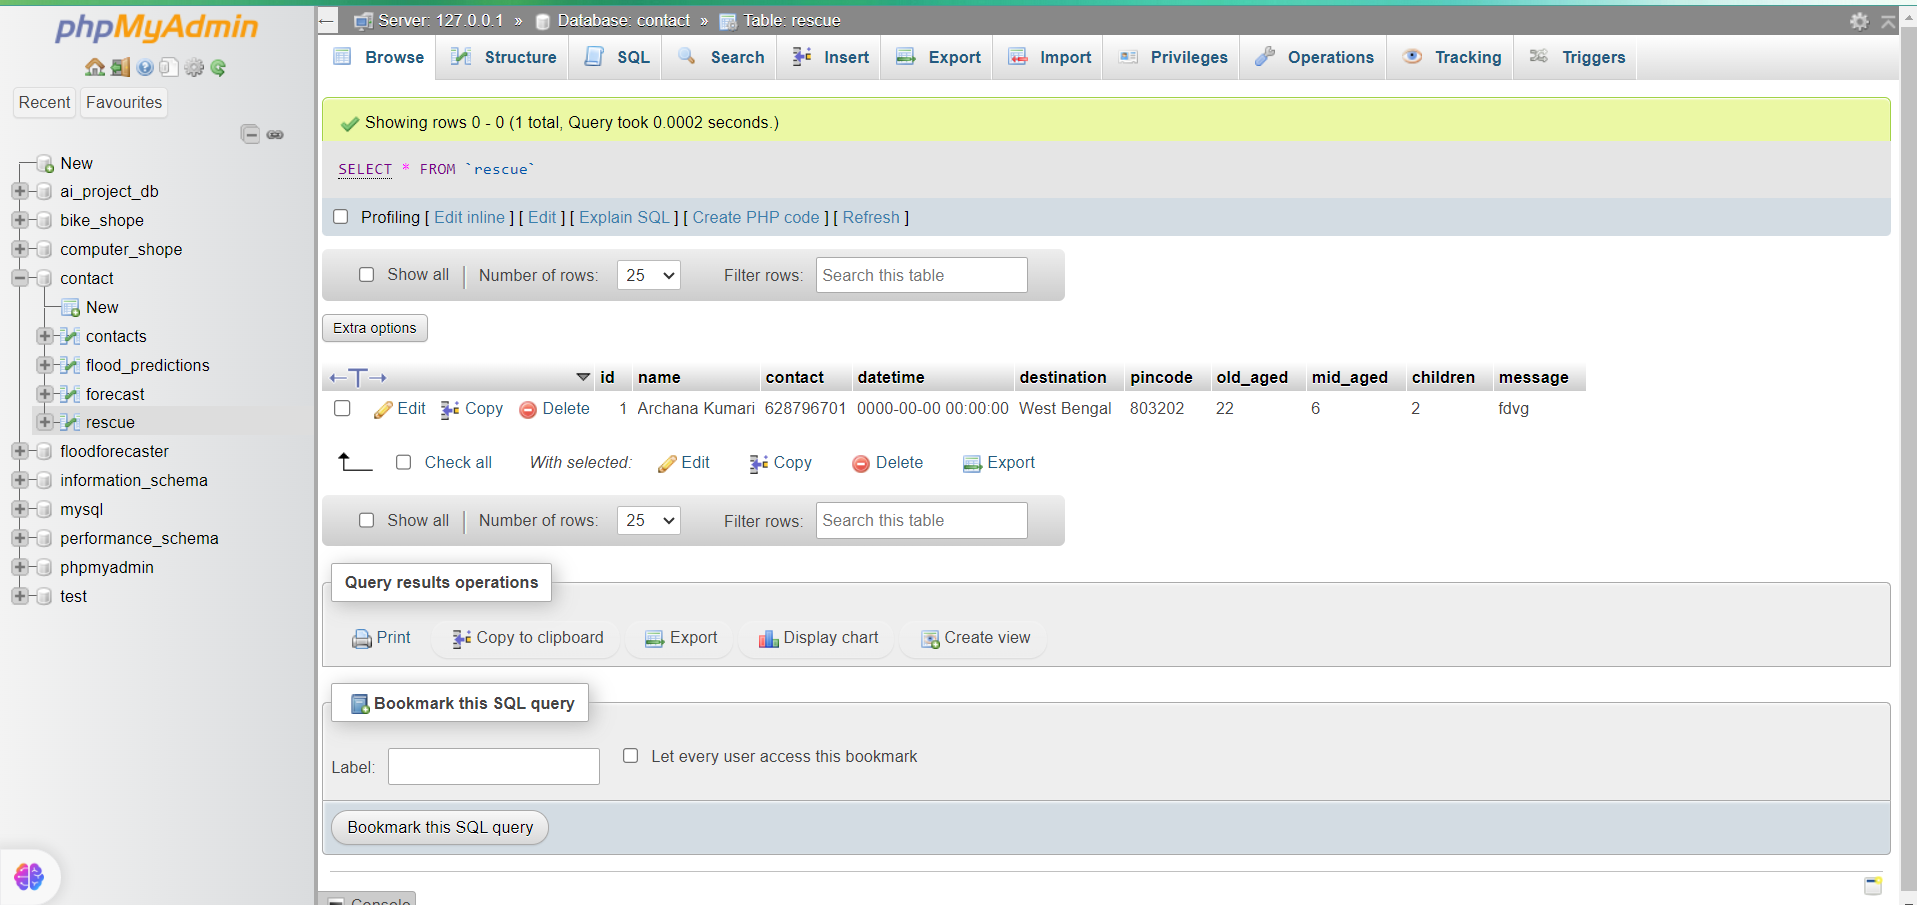 phpMyAdmin
Recent Favourites
New
ai_project_db
bike_shope
computer_shope
contact
New
contacts
flood_predictions
forecast
rescue
floodforecaster
information_schema
mysql
performance_schema
phpmyadmin
test
Server: 127.0.0.1 » Database: contact » Table: rescue
Browse Structure SQL Search Insert Export Import Privileges Operations Tracking Triggers
Showing rows 0 - 0 (1 total, Query took 0.0002 seconds.)
SELECT * FROM `rescue`
Profiling [ Edit inline ] [ Edit ] [ Explain SQL ] [ Create PHP code ] [ Refresh ]
Show all Number of rows: 25 Filter rows: Search this table
Extra options
id name contact datetime destination pincode old_aged mid_aged children message
Edit Copy Delete 1 Archana Kumari 628796701 0000-00-00 00:00:00 West Bengal 803202 22 6 2 fdvg
Check all With selected: Edit Copy Delete Export
Show all Number of rows: 25 Filter rows: Search this table
Query results operations
Print Copy to clipboard Export Display chart Create view
Bookmark this SQL query
Label: Let every user access this bookmark
Bookmark this SQL query
Console